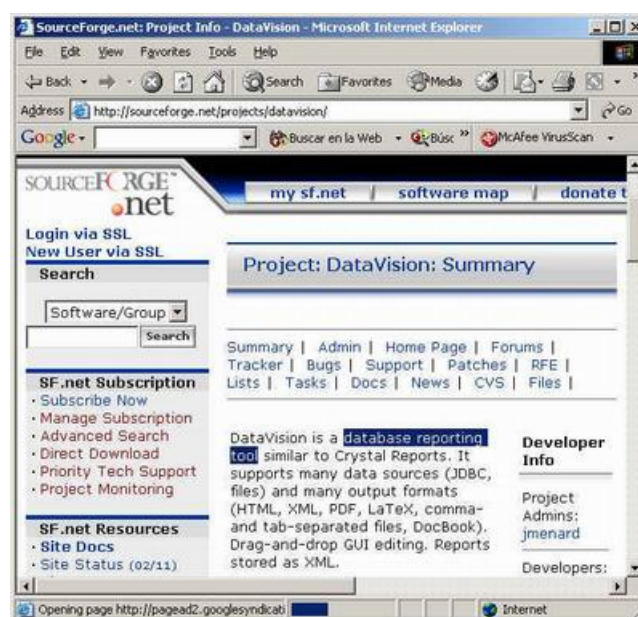 SourceForge.net: Project Info - DataVision - Microsoft Internet Explorer
File Edit View Favorites Tools Help
Back Search Favorites Media
Address http://sourceforge.net/projects/datavision/ Go
Google Buscar en la Web Búsc McAfee VirusScan
SOURCEFORGE™
.net
my sf.net / software map / donate t
Login via SSL
New User via SSL
Search
Software/Group
Search
SF.net Subscription
· Subscribe Now
· Manage Subscription
· Advanced Search
· Direct Download
· Priority Tech Support
· Project Monitoring
SF.net Resources
· Site Docs
· Site Status (02/11)
Project: DataVision: Summary
Summary | Admin | Home Page | Forums |
Tracker | Bugs | Support | Patches | RFE |
Lists | Tasks | Docs | News | CVS | Files |
DataVision is a database reporting
tool similar to Crystal Reports. It
supports many data sources (JDBC,
files) and many output formats
(HTML, XML, PDF, LaTeX, comma-
and tab-separated files, DocBook).
Drag-and-drop GUI editing. Reports
stored as XML.
Developer
Info
Project
Admins:
jmenard
Developers:
Opening page http://pagead2.googlesyndicati Internet